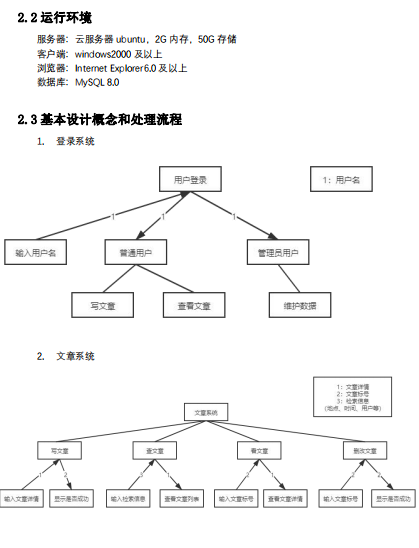 2.2 运行环境
服务器：云服务器 ubuntu，2G 内存，50G 存储
客户端：windows2000 及以上
浏览器：Internet Explorer6.0 及以上
数据库：MySQL 8.0
2.3 基本设计概念和处理流程
1. 登录系统
用户登录
1：用户名
1
1
1
输入用户名
普通用户
管理员用户
写文章
查看文章
维护数据
2. 文章系统
1：文章详情
2：文章标号
3：检索信息
（地点、时间、用户等）
文章系统
写文章
查文章
看文章
删改文章
1
2
3
1
2
1
2
2
输入文章详情
显示是否成功
输入检索信息
查看文章列表
输入文章标号
查看文章详情
输入文章标号
显示是否成功